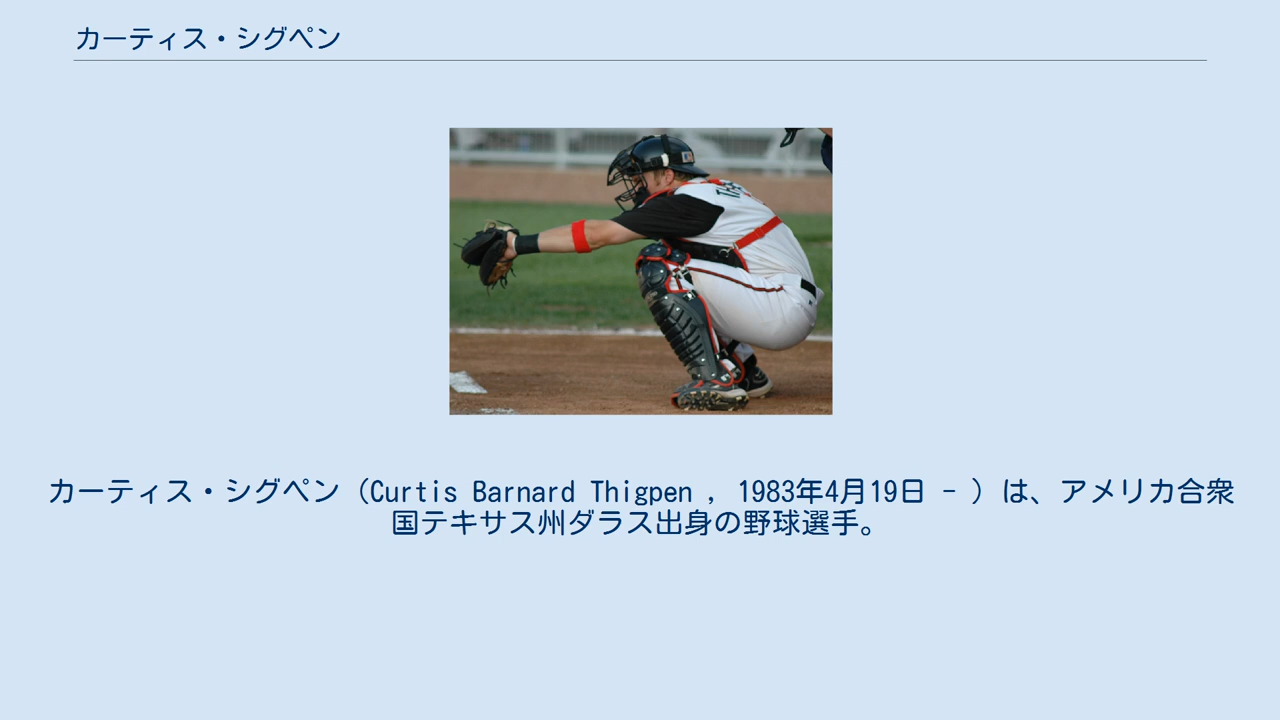 カーティス・シグペン
カーティス・シグペン（Curtis Barnard Thigpen , 1983年4月19日 - ）は、アメリカ合衆
国テキサス州ダラス出身の野球選手。